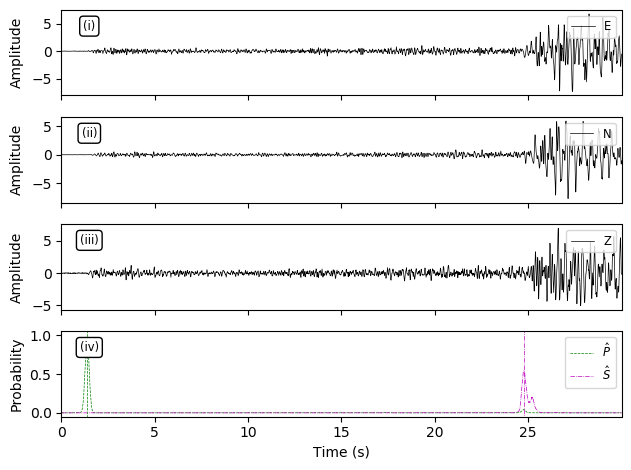 (i)
E
Amplitude
5
0
−5
(ii)
N
Amplitude
5
0
−5
(iii)
Z
Amplitude
5
0
−5
(iv)
P̂
Ŝ
Probability
1.0
0.5
0.0
0 5 10 15 20 25
Time (s)